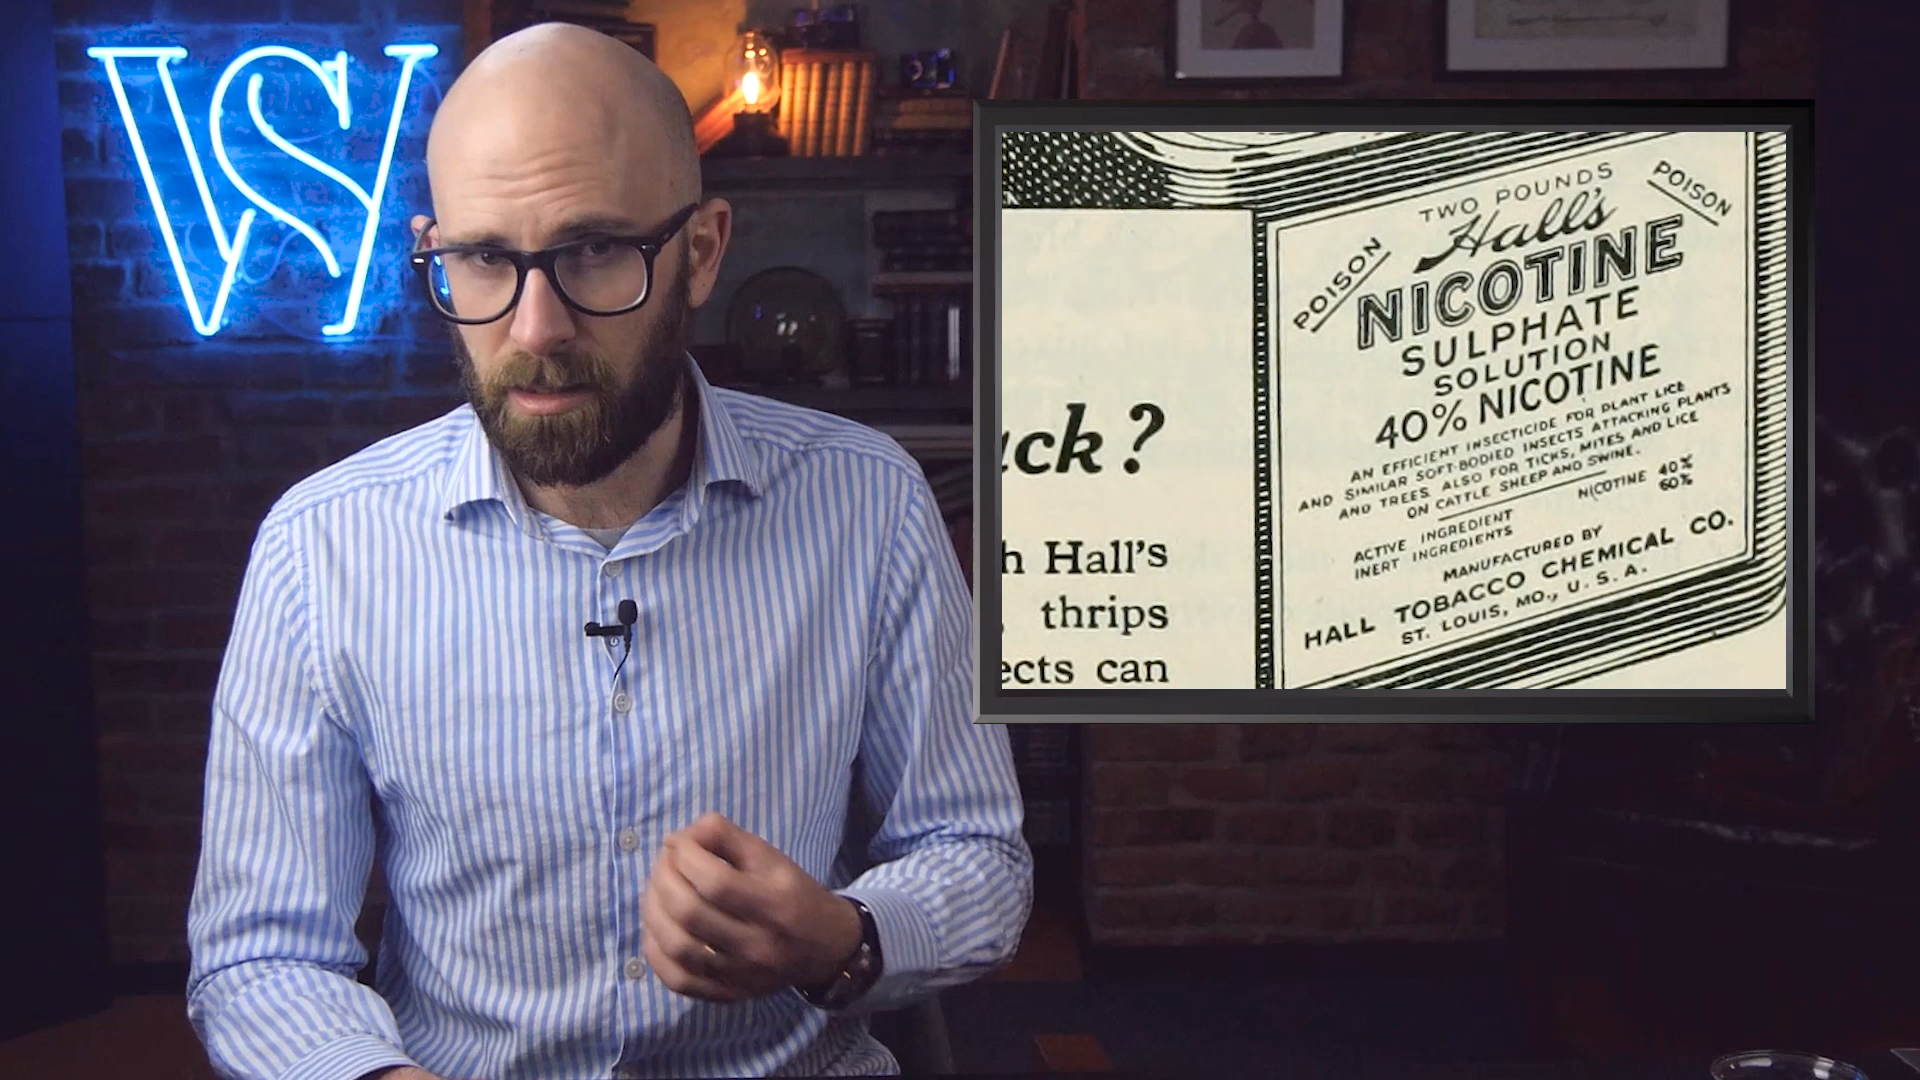 VS
ck?
h Hall's
thrips
ects can
TWO POUNDS
POISON
POISON
Hall's
NICOTINE
SULPHATE
SOLUTION
40% NICOTINE
AN EFFICIENT INSECTICIDE FOR PLANT LICE
AND SIMILAR SOFT-BODIED INSECTS ATTACKING PLANTS
AND TREES. ALSO FOR TICKS, MITES AND LICE
ON CATTLE SHEEP AND SWINE.
ACTIVE INGREDIENT NICOTINE 40%
INERT INGREDIENTS 60%
MANUFACTURED BY
HALL TOBACCO CHEMICAL CO.
ST. LOUIS, MO., U.S.A.